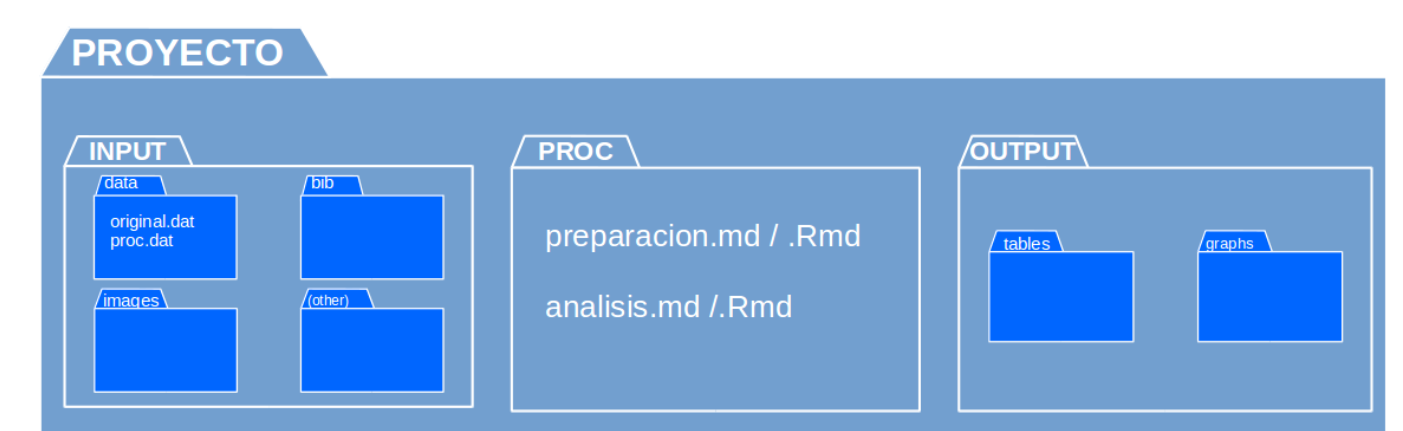 PROYECTO
INPUT
data
original.dat
proc.dat
bib
images
(other)
PROC
preparacion.md / .Rmd
analisis.md /.Rmd
OUTPUT
tables
graphs